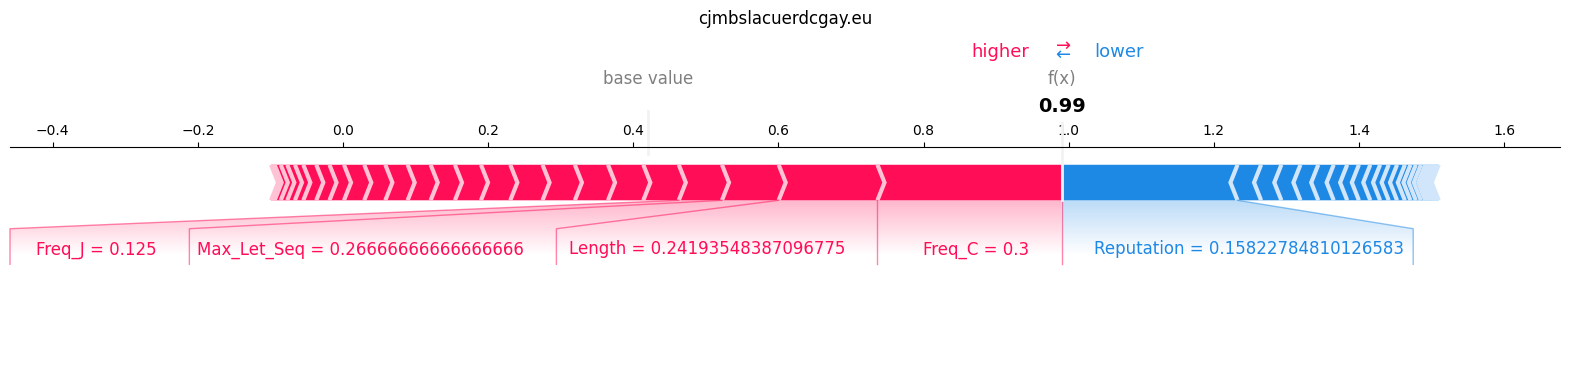 cjmbslacuerdcgay.eu
higher ⇄ lower
base value f(x)
0.99
−0.4 −0.2 0.0 0.2 0.4 0.6 0.8 1.0 1.2 1.4 1.6
Freq_J = 0.125 Max_Let_Seq = 0.26666666666666666 Length = 0.24193548387096775 Freq_C = 0.3 Reputation = 0.15822784810126583